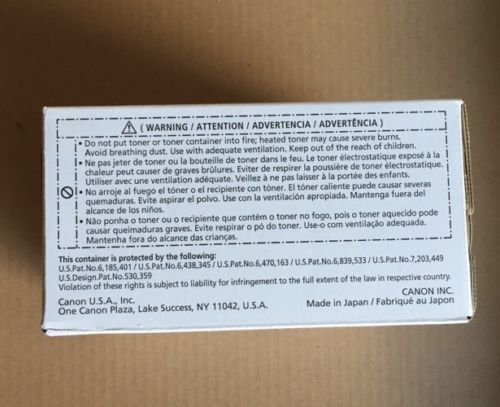 ( WARNING / ATTENTION / ADVERTENCIA / ADVERTÊNCIA )
• Do not put toner or toner container into fire; heated toner may cause severe burns.
Avoid breathing dust. Use with adequate ventilation. Keep out of the reach of children.
• Ne pas jeter de toner ou la bouteille de toner dans le feu. Le toner électrostatique exposé à la
chaleur peut causer de graves brûlures. Eviter de respirer la poussière de toner électrostatique.
Utiliser avec une ventilation adéquate. Veillez à ne pas laisser à la portée des enfants.
• No arroje al fuego el tóner o el recipiente con tóner. El tóner caliente puede causar severas
quemaduras. Evite aspirar el polvo. Use con la ventilación apropiada. Mantenga fuera del
alcance de los niños.
• Não ponha o toner ou o recipiente que contém o toner no fogo, pois o toner aquecido pode
causar queimaduras graves. Evite respirar o pó do toner. Use-o com ventilação adequada.
Mantenha fora do alcance das crianças.
This container is protected by the following.
U.S.Pat.No.6,185,401 / U.S.Pat.No.6,438,345 / U.S.Pat.No.6,470,163 / U.S.Pat.No.6,839,533 / U.S.Pat.No.7,203,449
U.S.Design.Pat.No.530,359
Violation of these rights is subject to liability for infringement to the full extent of the law in respective country.
Canon U.S.A., Inc.
One Canon Plaza, Lake Success, NY 11042, U.S.A.
CANON INC.
Made in Japan / Fabriqué au Japon